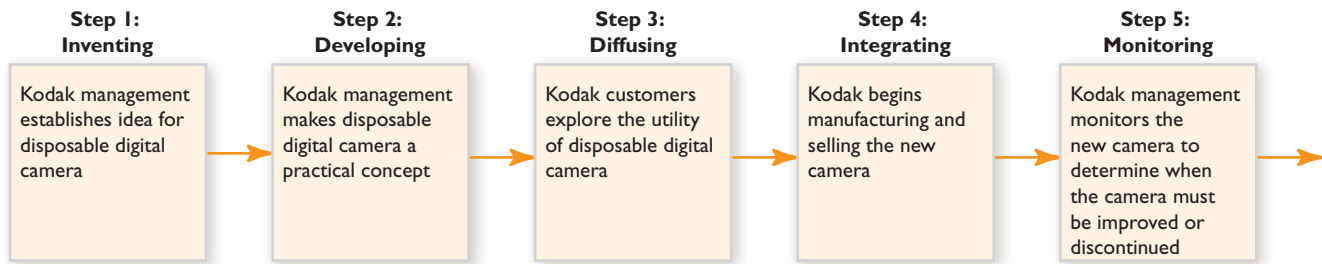 Step 1:
Inventing
Kodak management
establishes idea for
disposable digital
camera
Step 2:
Developing
Kodak management
makes disposable
digital camera a
practical concept
Step 3:
Diffusing
Kodak customers
explore the utility
of disposable digital
camera
Step 4:
Integrating
Kodak begins
manufacturing and
selling the new
camera
Step 5:
Monitoring
Kodak management
monitors the
new camera to
determine when
the camera must
be improved or
discontinued